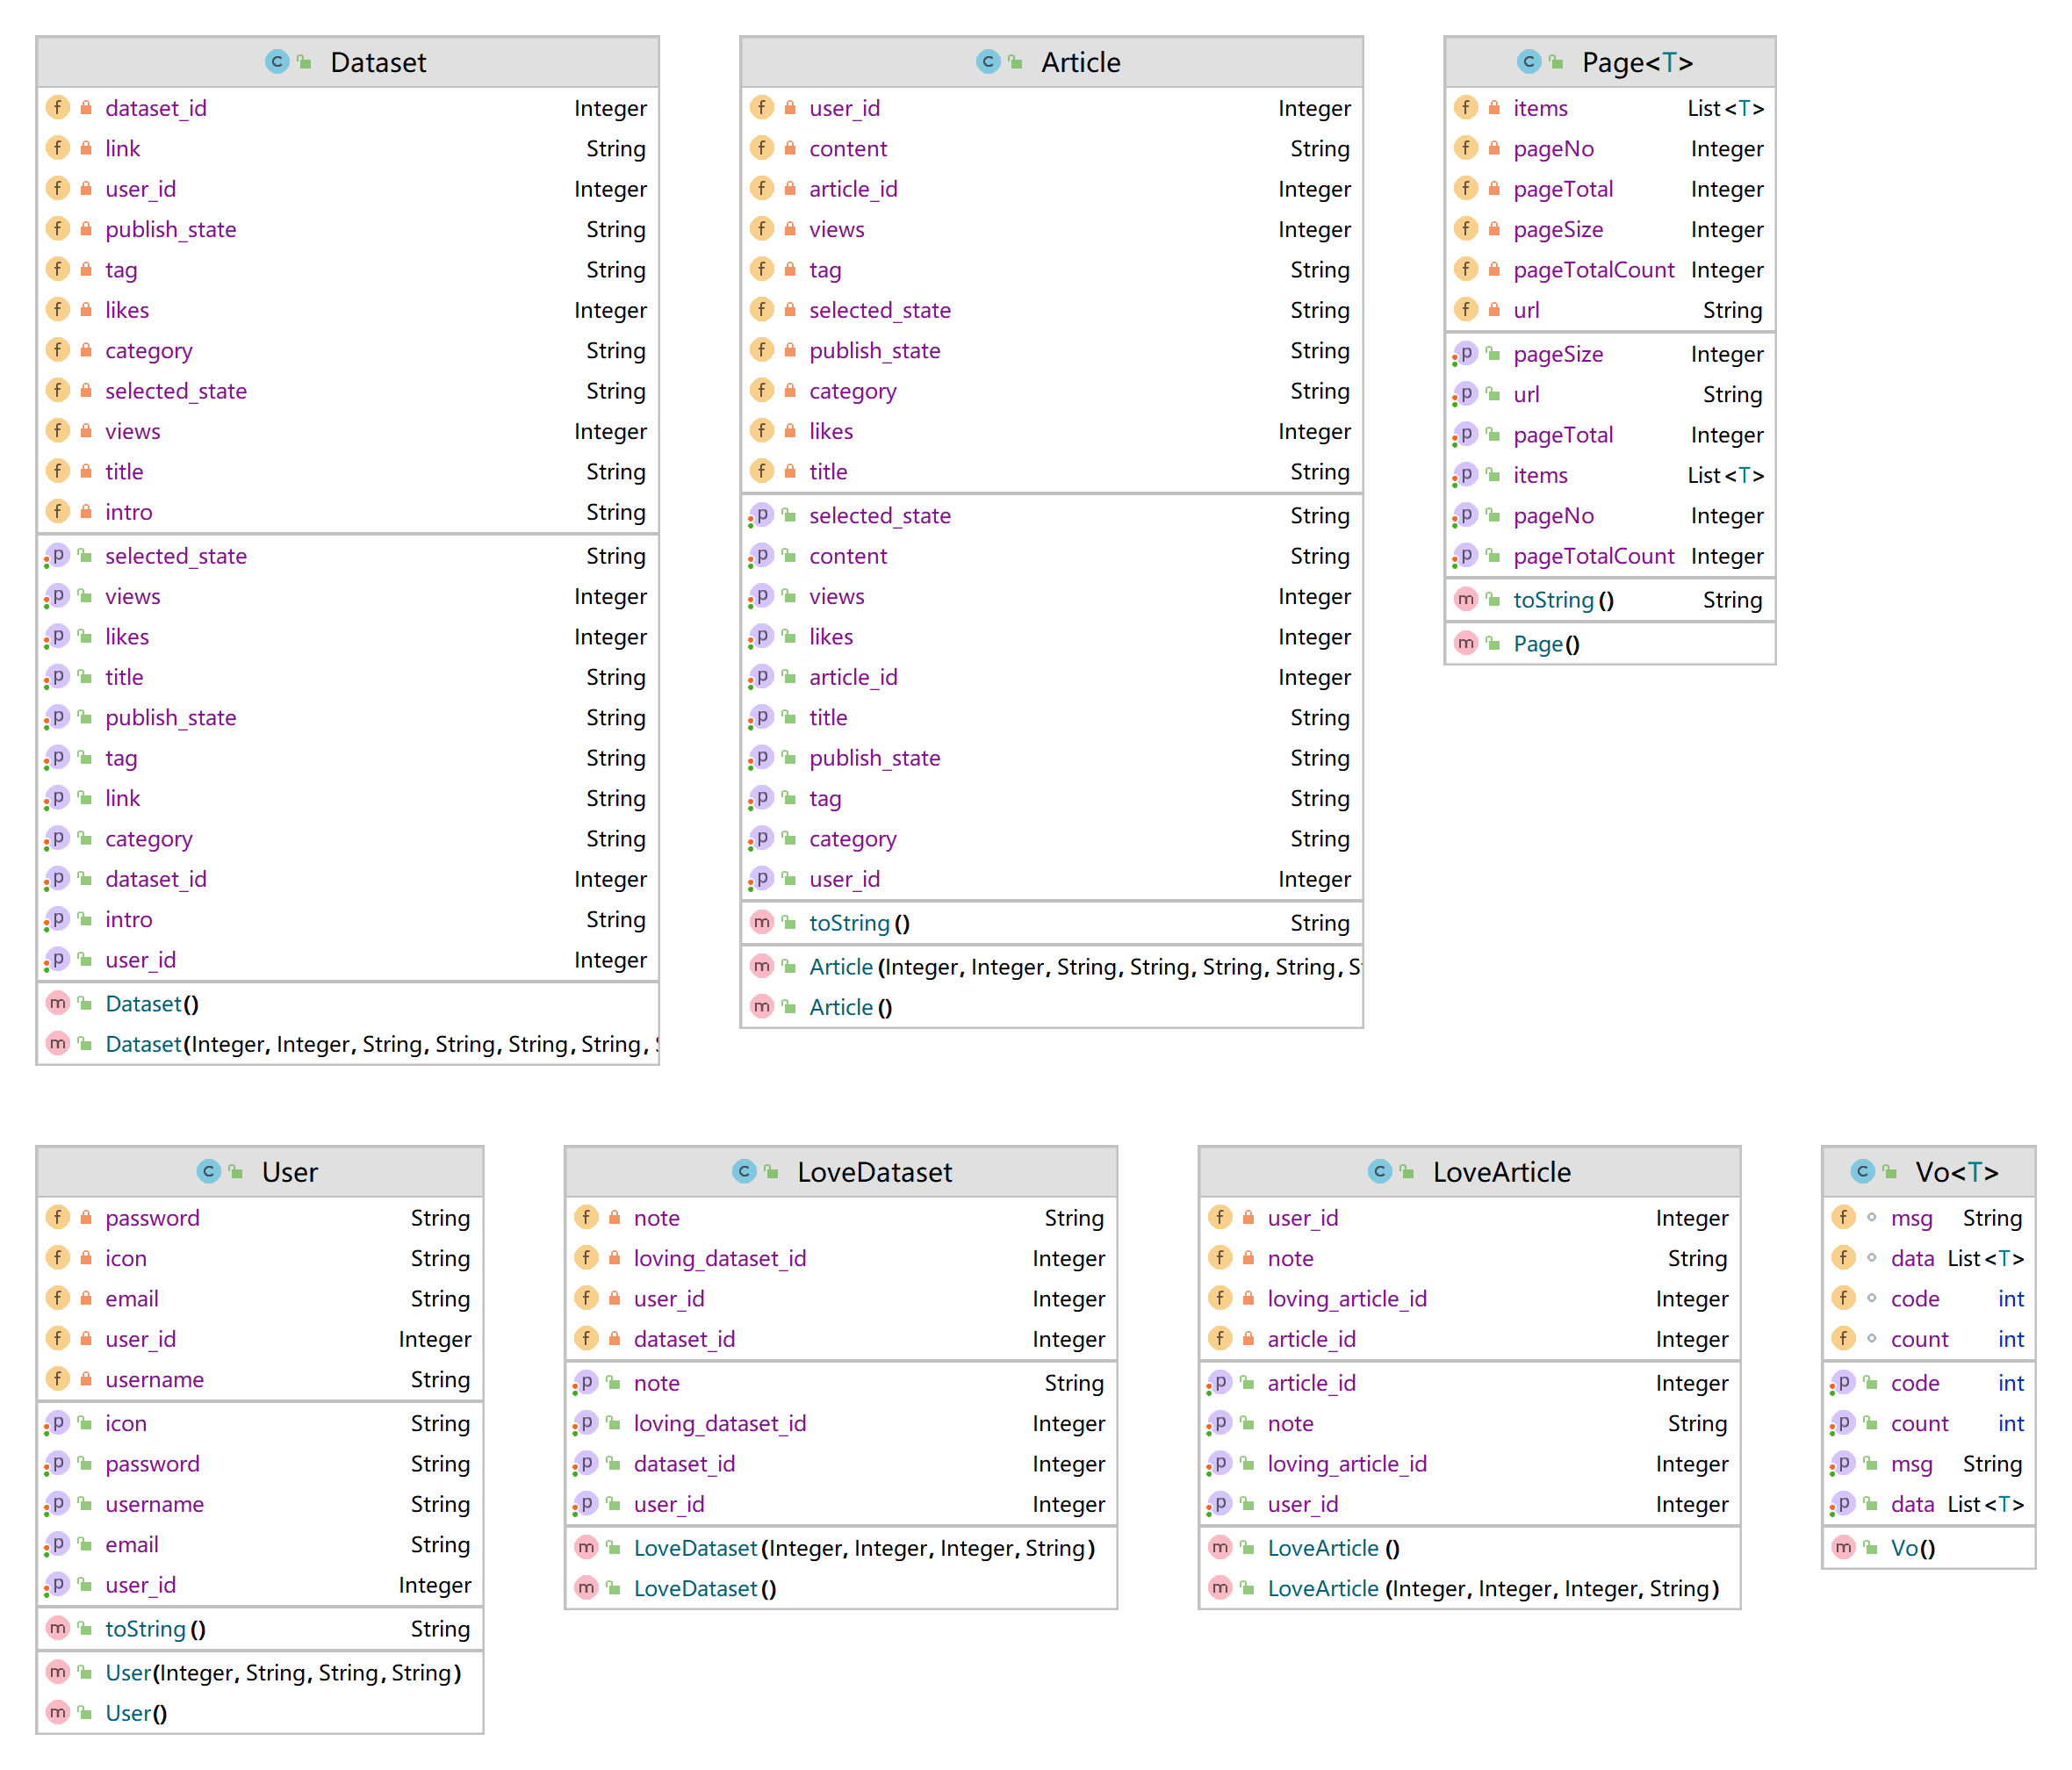 Dataset
dataset_id Integer
link String
user_id Integer
publish_state String
tag String
likes Integer
category String
selected_state String
views Integer
title String
intro String
selected_state String
views Integer
likes Integer
title String
publish_state String
tag String
link String
category String
dataset_id Integer
intro String
user_id Integer
Dataset()
Dataset(Integer, Integer, String, String, String, String,
Article
user_id Integer
content String
article_id Integer
views Integer
tag String
selected_state String
publish_state String
category String
likes Integer
title String
selected_state String
content String
views Integer
likes Integer
article_id Integer
title String
publish_state String
tag String
category String
user_id Integer
toString() String
Article(Integer, Integer, String, String, String, String,
Article()
Page<T>
items List<T>
pageNo Integer
pageTotal Integer
pageSize Integer
pageTotalCount Integer
url String
pageSize Integer
url String
pageTotal Integer
items List<T>
pageNo Integer
pageTotalCount Integer
toString() String
Page()
User
password String
icon String
email String
user_id Integer
username String
icon String
password String
username String
email String
user_id Integer
toString() String
User(Integer, String, String, String)
User()
LoveDataset
note String
loving_dataset_id Integer
user_id Integer
dataset_id Integer
note String
loving_dataset_id Integer
dataset_id Integer
user_id Integer
LoveDataset(Integer, Integer, Integer, String)
LoveDataset()
LoveArticle
user_id Integer
note String
loving_article_id Integer
article_id Integer
article_id Integer
note String
loving_article_id Integer
user_id Integer
LoveArticle()
LoveArticle(Integer, Integer, Integer, String)
Vo<T>
msg String
data List<T>
code int
count int
code int
count int
msg String
data List<T>
Vo()